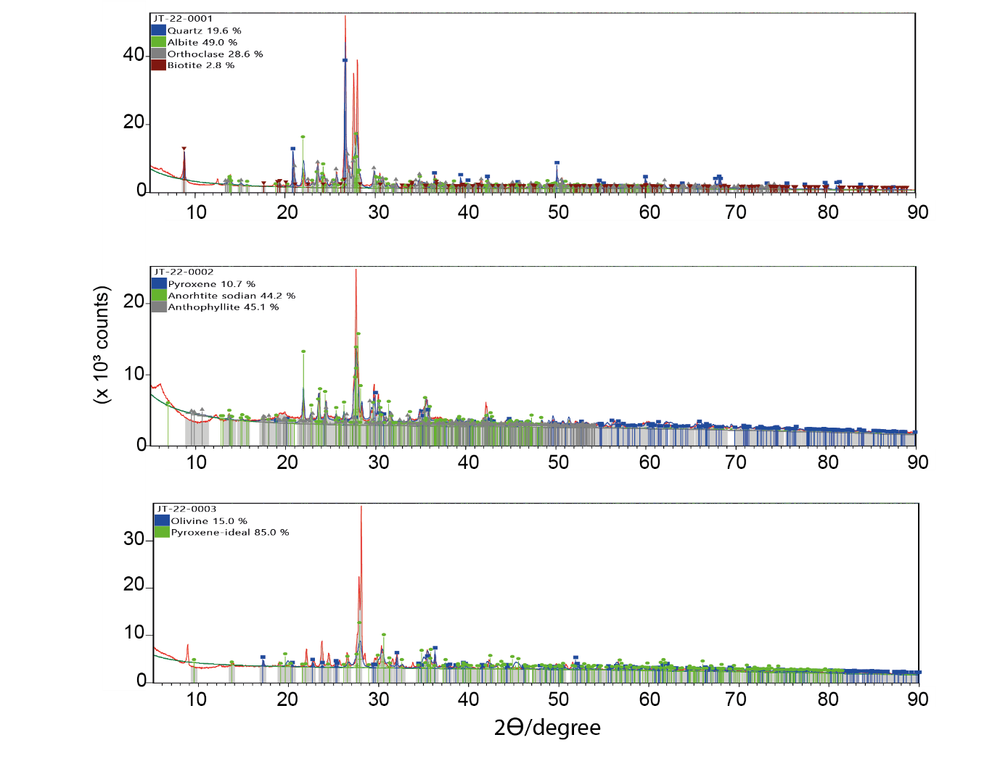 JT-22-0001
Quartz 19.6 %
Albite 49.0 %
Orthoclase 28.6 %
Biotite 2.8 %
40
20
0
10 20 30 40 50 60 70 80 90
JT-22-0002
Pyroxene 10.7 %
Anorhtite sodian 44.2 %
Anthophyllite 45.1 %
20
10
0
10 20 30 40 50 60 70 80 90
(x 10³ counts)
JT-22-0003
Olivine 15.0 %
Pyroxene-ideal 85.0 %
30
20
10
0
10 20 30 40 50 60 70 80 90
2Ɵ/degree